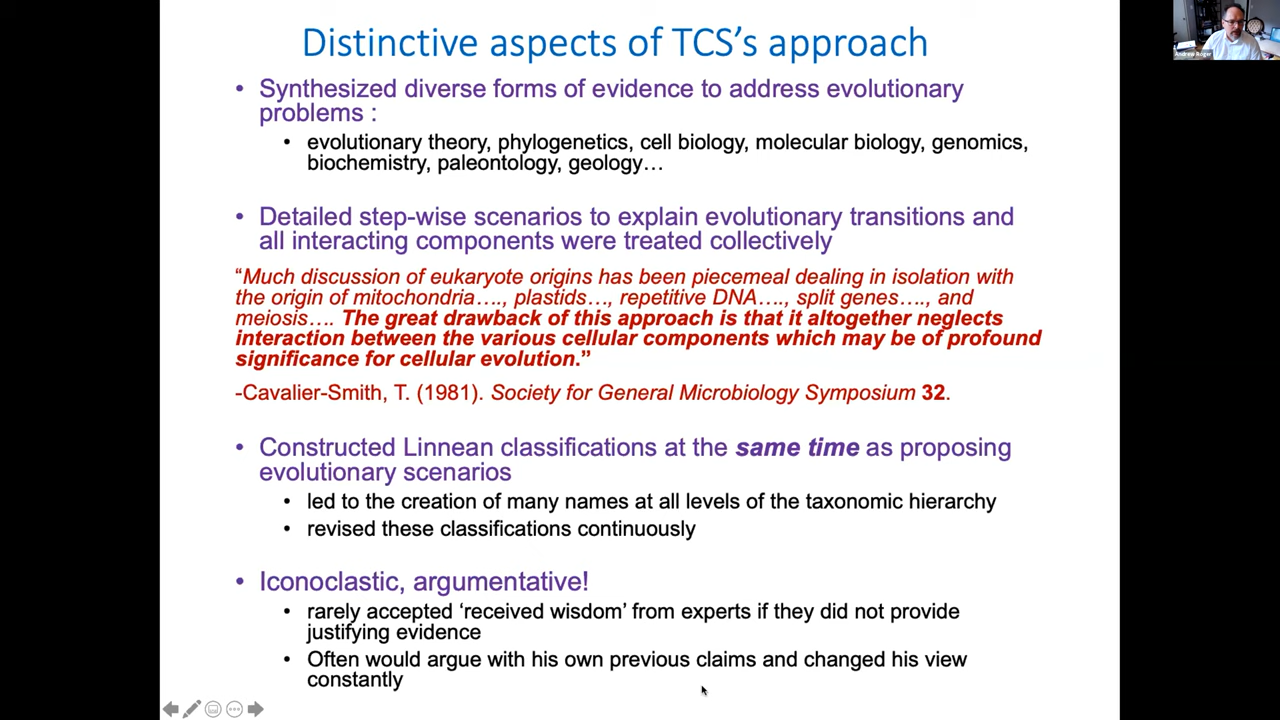 Distinctive aspects of TCS's approach
• Synthesized diverse forms of evidence to address evolutionary
problems :
• evolutionary theory, phylogenetics, cell biology, molecular biology, genomics,
biochemistry, paleontology, geology…
• Detailed step-wise scenarios to explain evolutionary transitions and
all interacting components were treated collectively
“Much discussion of eukaryote origins has been piecemeal dealing in isolation with
the origin of mitochondria…., plastids…, repetitive DNA…., split genes…., and
meiosis…. The great drawback of this approach is that it altogether neglects
interaction between the various cellular components which may be of profound
significance for cellular evolution.”
-Cavalier-Smith, T. (1981). Society for General Microbiology Symposium 32.
• Constructed Linnean classifications at the same time as proposing
evolutionary scenarios
• led to the creation of many names at all levels of the taxonomic hierarchy
• revised these classifications continuously
• Iconoclastic, argumentative!
• rarely accepted ‘received wisdom’ from experts if they did not provide
justifying evidence
• Often would argue with his own previous claims and changed his view
constantly
Andrew Roger